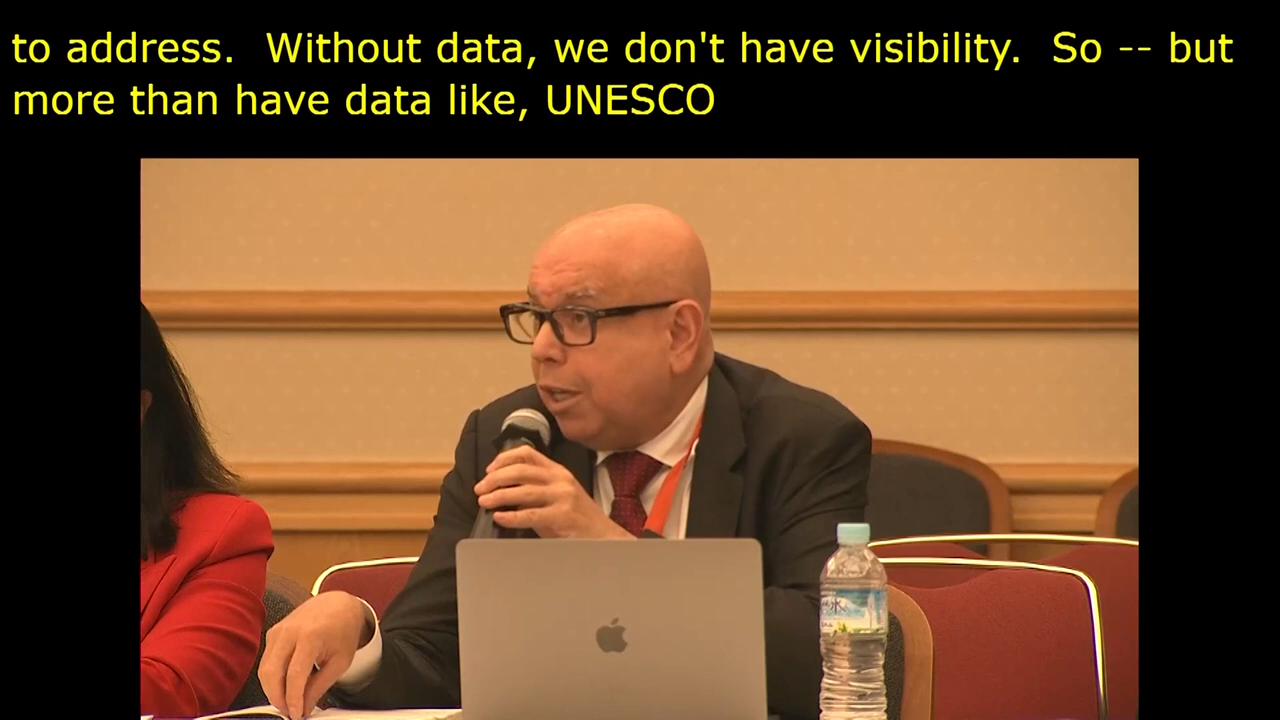 to address.  Without data, we don't have visibility.  So -- but
more than have data like, UNESCO